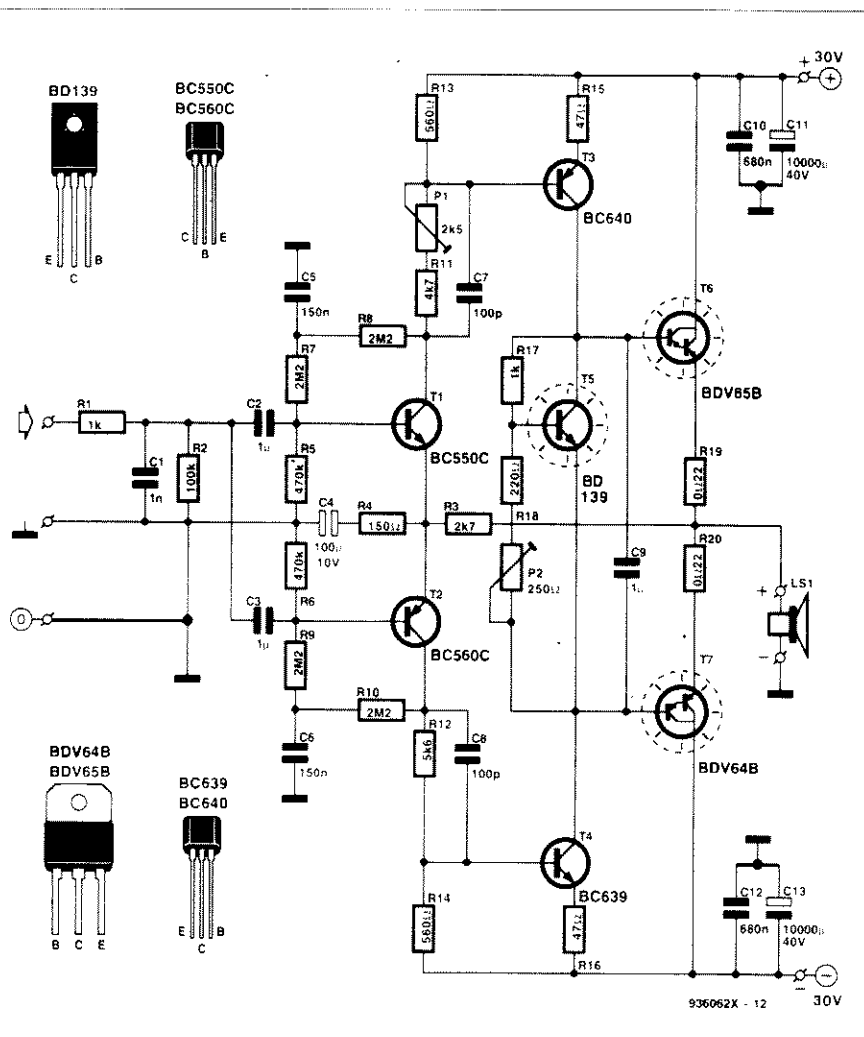 + 30V
BD139
BC550C
BC560C
R13
560Ω
R15
47Ω
C10
680n
C11
10000µ
40V
T3
BC640
P1
2k5
R11
4k7
C7
100p
E
C
B
C
B
E
C5
150n
T6
BDV65B
R8
2M2
R7
2M2
R17
1k
T5
BD
139
T1
BC550C
R1
1k
C2
1µ
C1
1n
R2
100k
R5
470k
C4
100µ
10V
R4
150Ω
R3
2k7
220Ω
R18
R19
0Ω22
R20
0Ω22
P2
250Ω
C9
1µ
+
LS1
–
470k
R6
0
C3
1µ
T2
BC560C
R9
2M2
R10
2M2
T7
BDV64B
C6
150n
R12
5k6
C8
100p
BDV64B
BDV65B
BC639
BC640
T4
BC639
R14
560Ω
47Ω
R16
C12
680n
C13
10000µ
40V
B
C
E
E
C
B
936062X - 12
30V